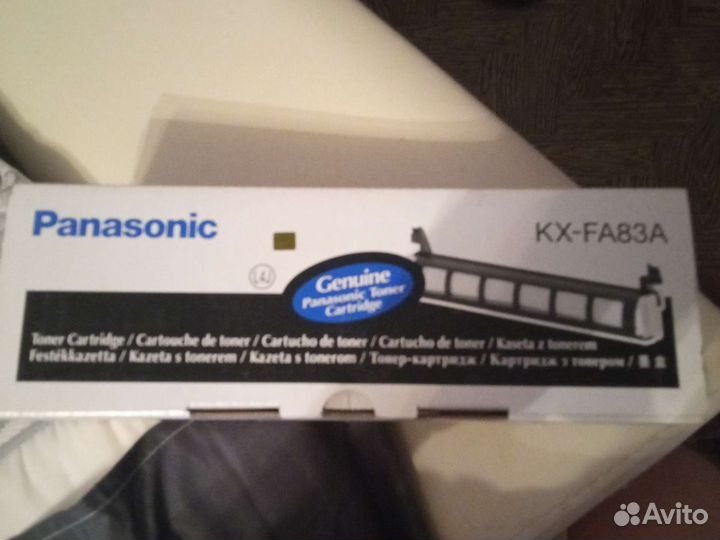 Panasonic
KX-FA83A
Genuine
Panasonic Toner
Cartridge
Toner Cartridge / Cartouche de toner / Cartucho de toner / Cartucho de toner / Kaseta z tonerem
Festékkazetta / Kazeta s tonerem / Kazeta s tonerom / Тонер-картридж / Картридж з тонером /
Avito